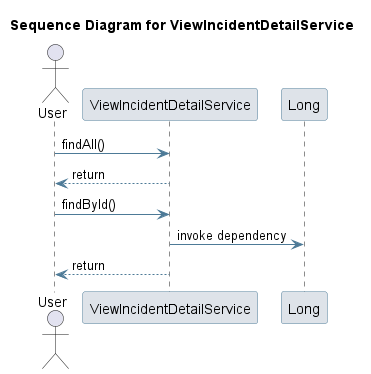 Sequence Diagram for ViewIncidentDetailService
User
ViewIncidentDetailService
Long
findAll()
return
findById()
invoke dependency
return
User
ViewIncidentDetailService
Long